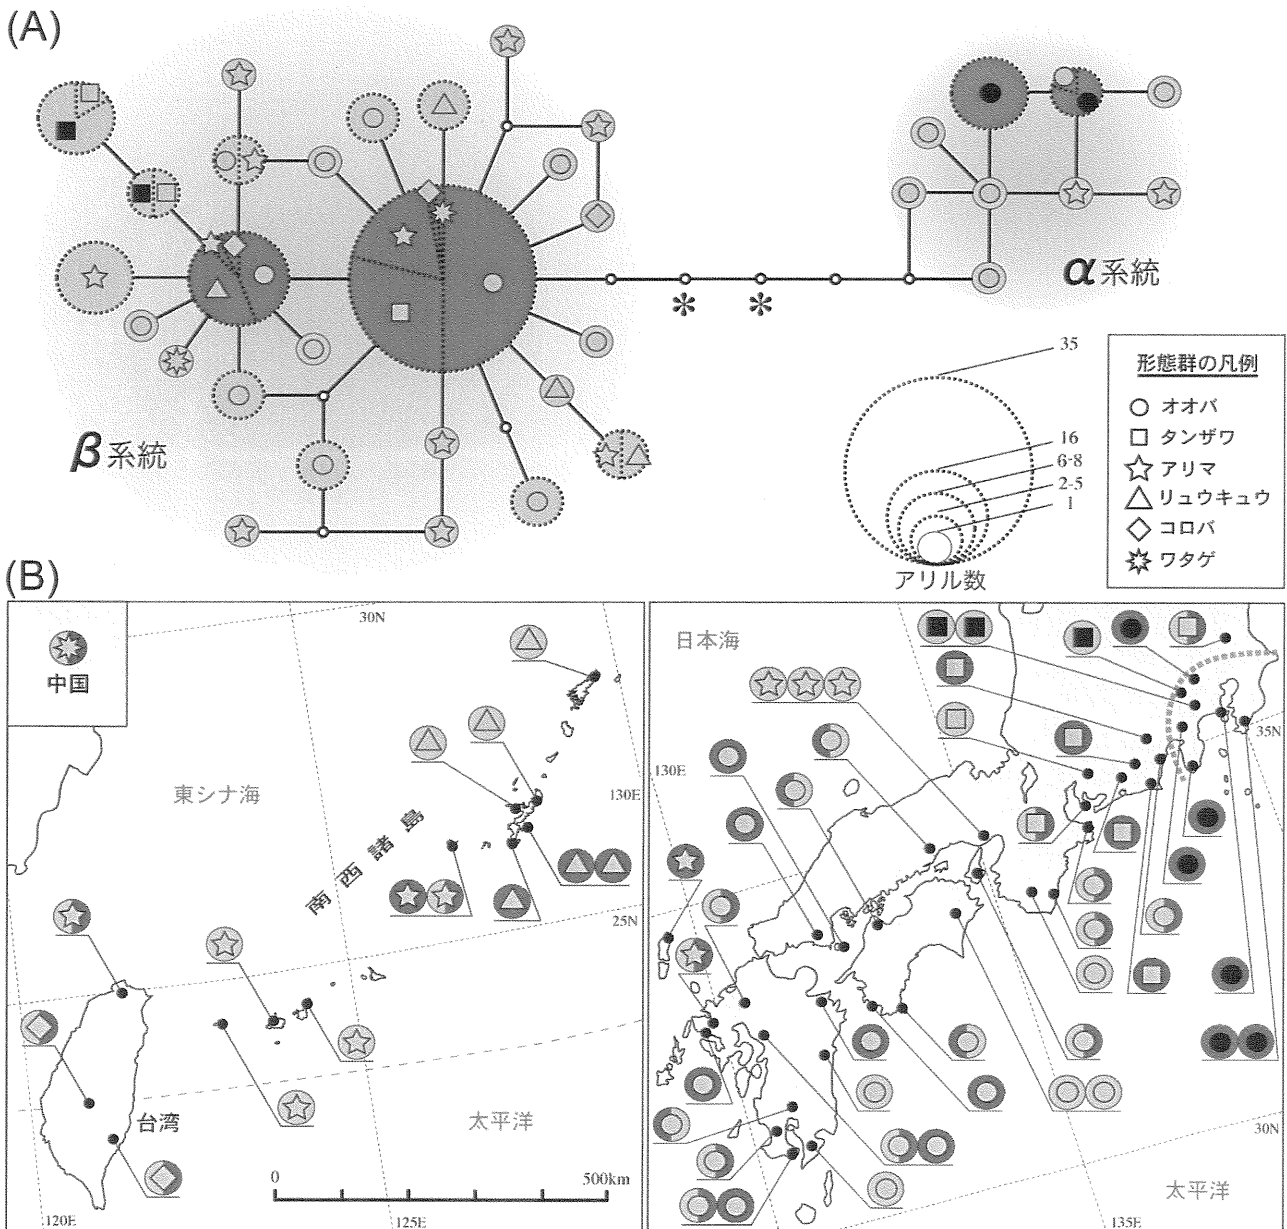 (A)
α系統
β系統
＊ ＊
35
16
6-8
2-5
1
アリル数
形態群の凡例
オオバ
タンザワ
アリマ
リュウキュウ
コロバ
ワタゲ
(B)
中国
30N
東シナ海
南西諸島
130E
25N
台湾
太平洋
0 500km
120E
125E
日本海
130E
35N
30N
太平洋
135E